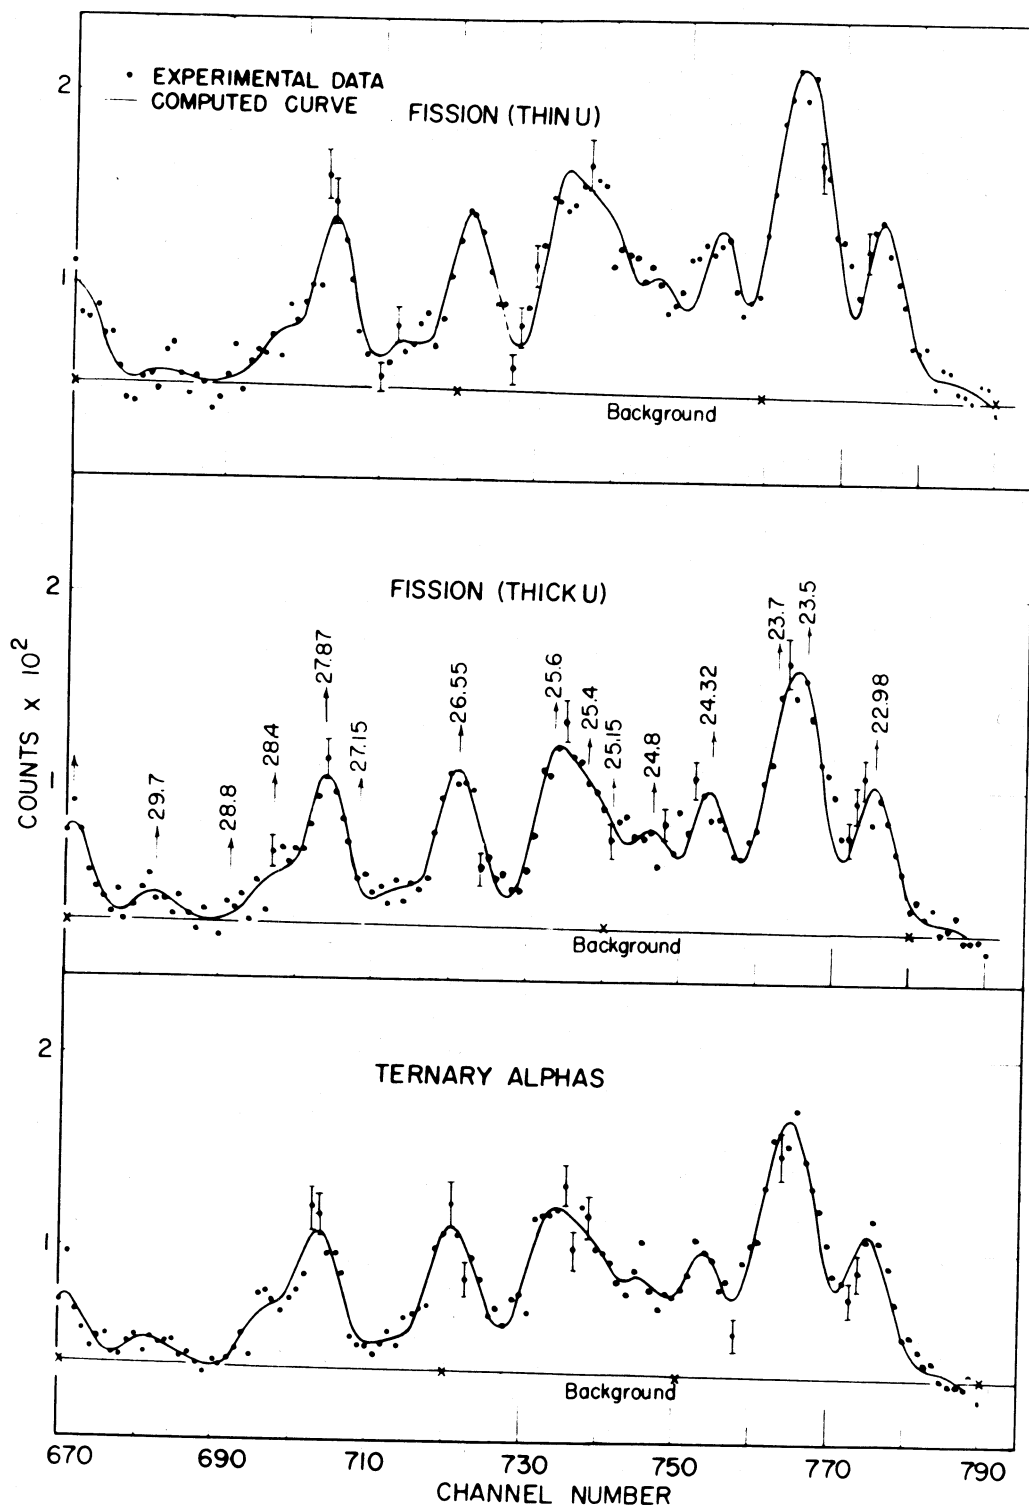 2
• EXPERIMENTAL DATA
— COMPUTED CURVE
FISSION (THIN U)
1
Background
2
FISSION (THICK U)
COUNTS x 10²
1
29.7
28.8
28.4
27.87
27.15
26.55
25.6
25.4
25.15
24.8
24.32
23.7
23.5
22.98
Background
2
TERNARY ALPHAS
1
Background
670 690 710 730 750 770 790
CHANNEL NUMBER